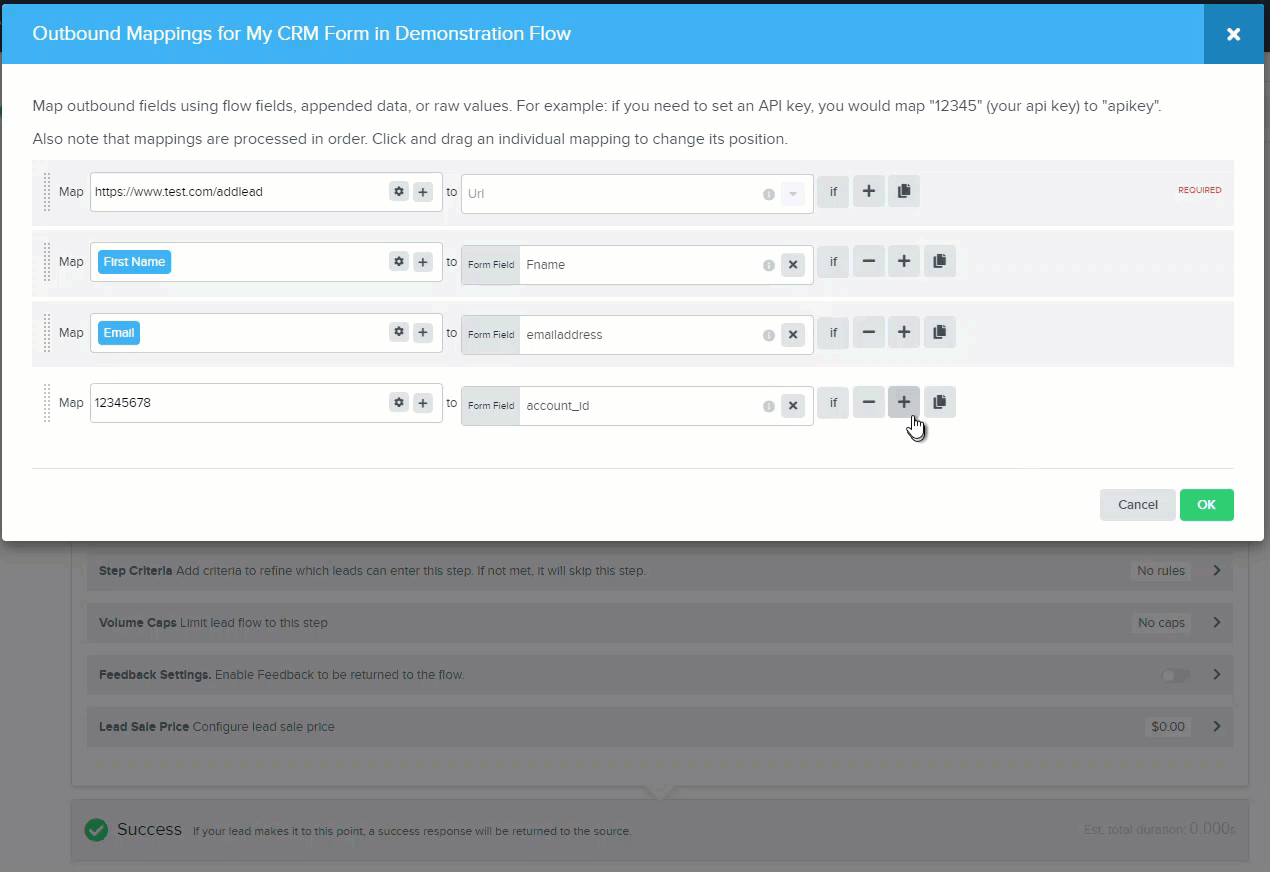 Outbound Mappings for My CRM Form in Demonstration Flow
Map outbound fields using flow fields, appended data, or raw values. For example: if you need to set an API key, you would map "12345" (your api key) to "apikey".
Also note that mappings are processed in order. Click and drag an individual mapping to change its position.
Map https://www.test.com/addlead to Url if REQUIRED
Map First Name to Form Field Fname if
Map Email to Form Field emailaddress if
Map 12345678 to Form Field account_id if
Cancel OK
Step Criteria Add criteria to refine which leads can enter this step. If not met, it will skip this step. No rules
Volume Caps Limit lead flow to this step No caps
Feedback Settings. Enable Feedback to be returned to the flow.
Lead Sale Price Configure lead sale price $0.00
Success If your lead makes it to this point, a success response will be returned to the source. Est. total duration: 0.000s